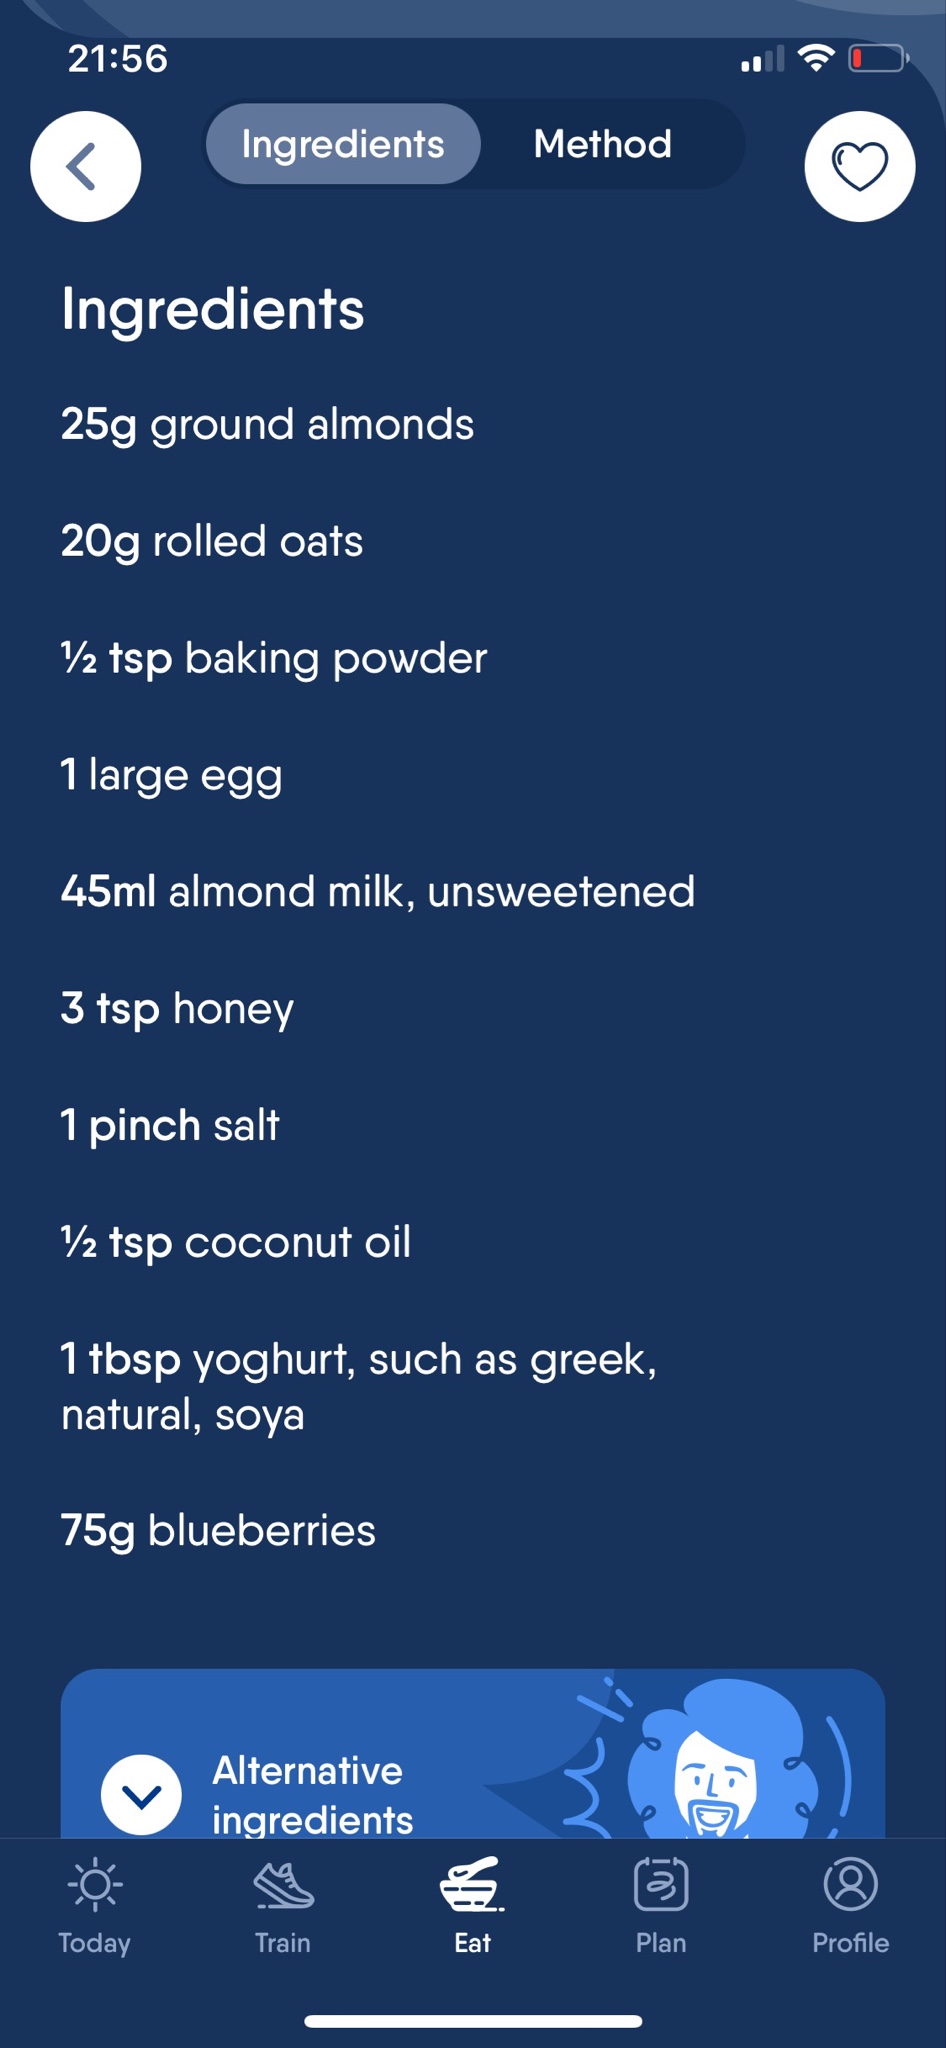 21:56
Ingredients
Method
Ingredients
25g ground almonds
20g rolled oats
½ tsp baking powder
1 large egg
45ml almond milk, unsweetened
3 tsp honey
1 pinch salt
½ tsp coconut oil
1 tbsp yoghurt, such as greek,
natural, soya
75g blueberries
Alternative
ingredients
Today
Train
Eat
Plan
Profile